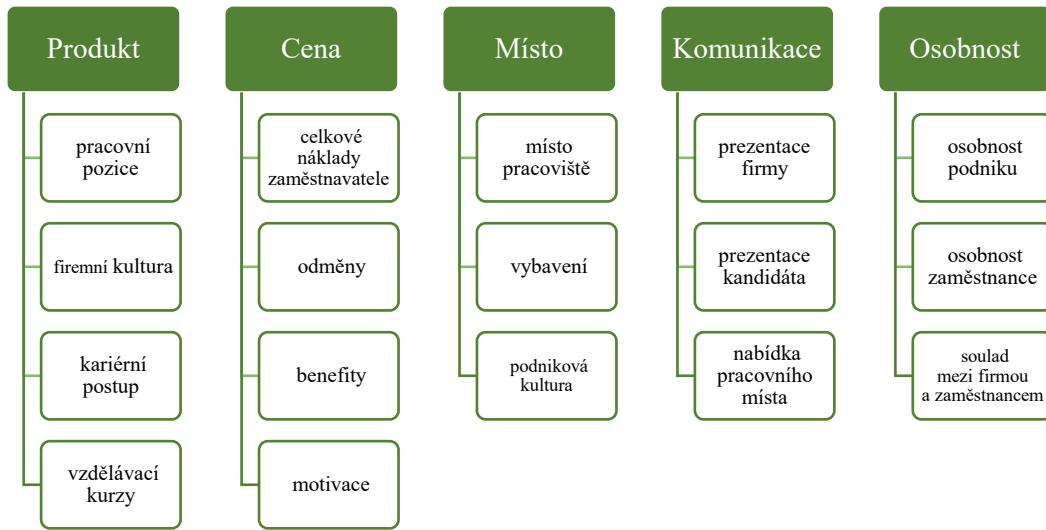 Produkt
pracovní
pozice
firemní kultura
kariérní
postup
vzdělávací
kurzy
Cena
celkové
náklady
zaměstnavatele
odměny
benefity
motivace
Místo
místo
pracoviště
vybavení
podniková
kultura
Komunikace
prezentace
firmy
prezentace
kandidáta
nabídka
pracovního
místa
Osobnost
osobnost
podniku
osobnost
zaměstnance
soulad
mezi firmou
a zaměstnancem